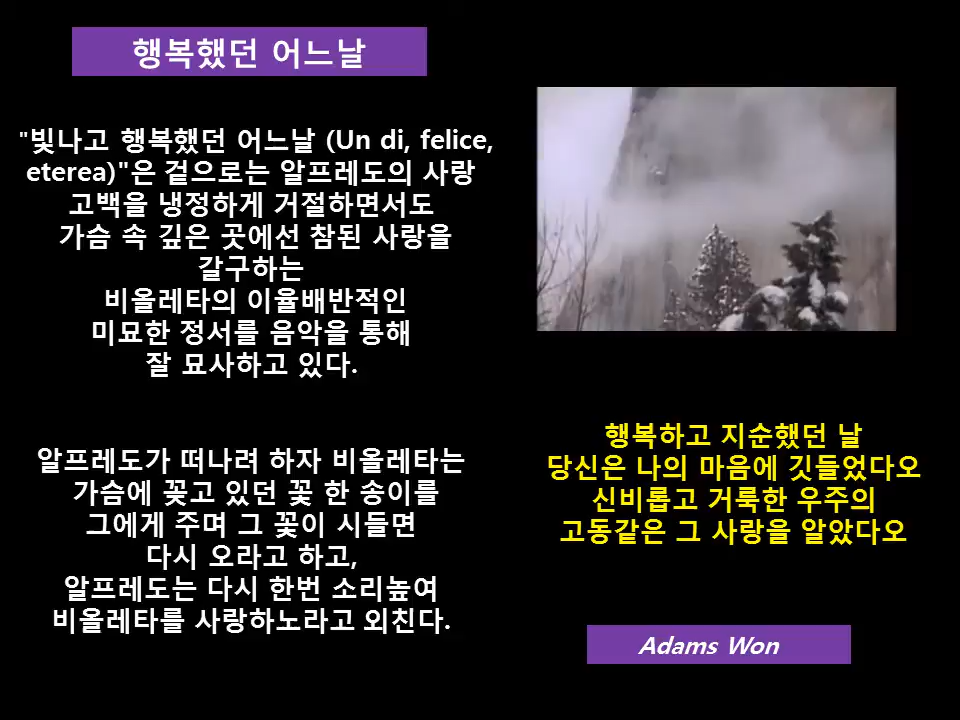 행복했던 어느날
"빛나고 행복했던 어느날 (Un di, felice,
eterea)"은 겉으로는 알프레도의 사랑
고백을 냉정하게 거절하면서도
가슴 속 깊은 곳에선 참된 사랑을
갈구하는
비올레타의 이율배반적인
미묘한 정서를 음악을 통해
잘 묘사하고 있다.
알프레도가 떠나려 하자 비올레타는
가슴에 꽂고 있던 꽃 한 송이를
그에게 주며 그 꽃이 시들면
다시 오라고 하고,
알프레도는 다시 한번 소리높여
비올레타를 사랑하노라고 외친다.
행복하고 지순했던 날
당신은 나의 마음에 깃들었다오
신비롭고 거룩한 우주의
고동같은 그 사랑을 알았다오
Adams Won